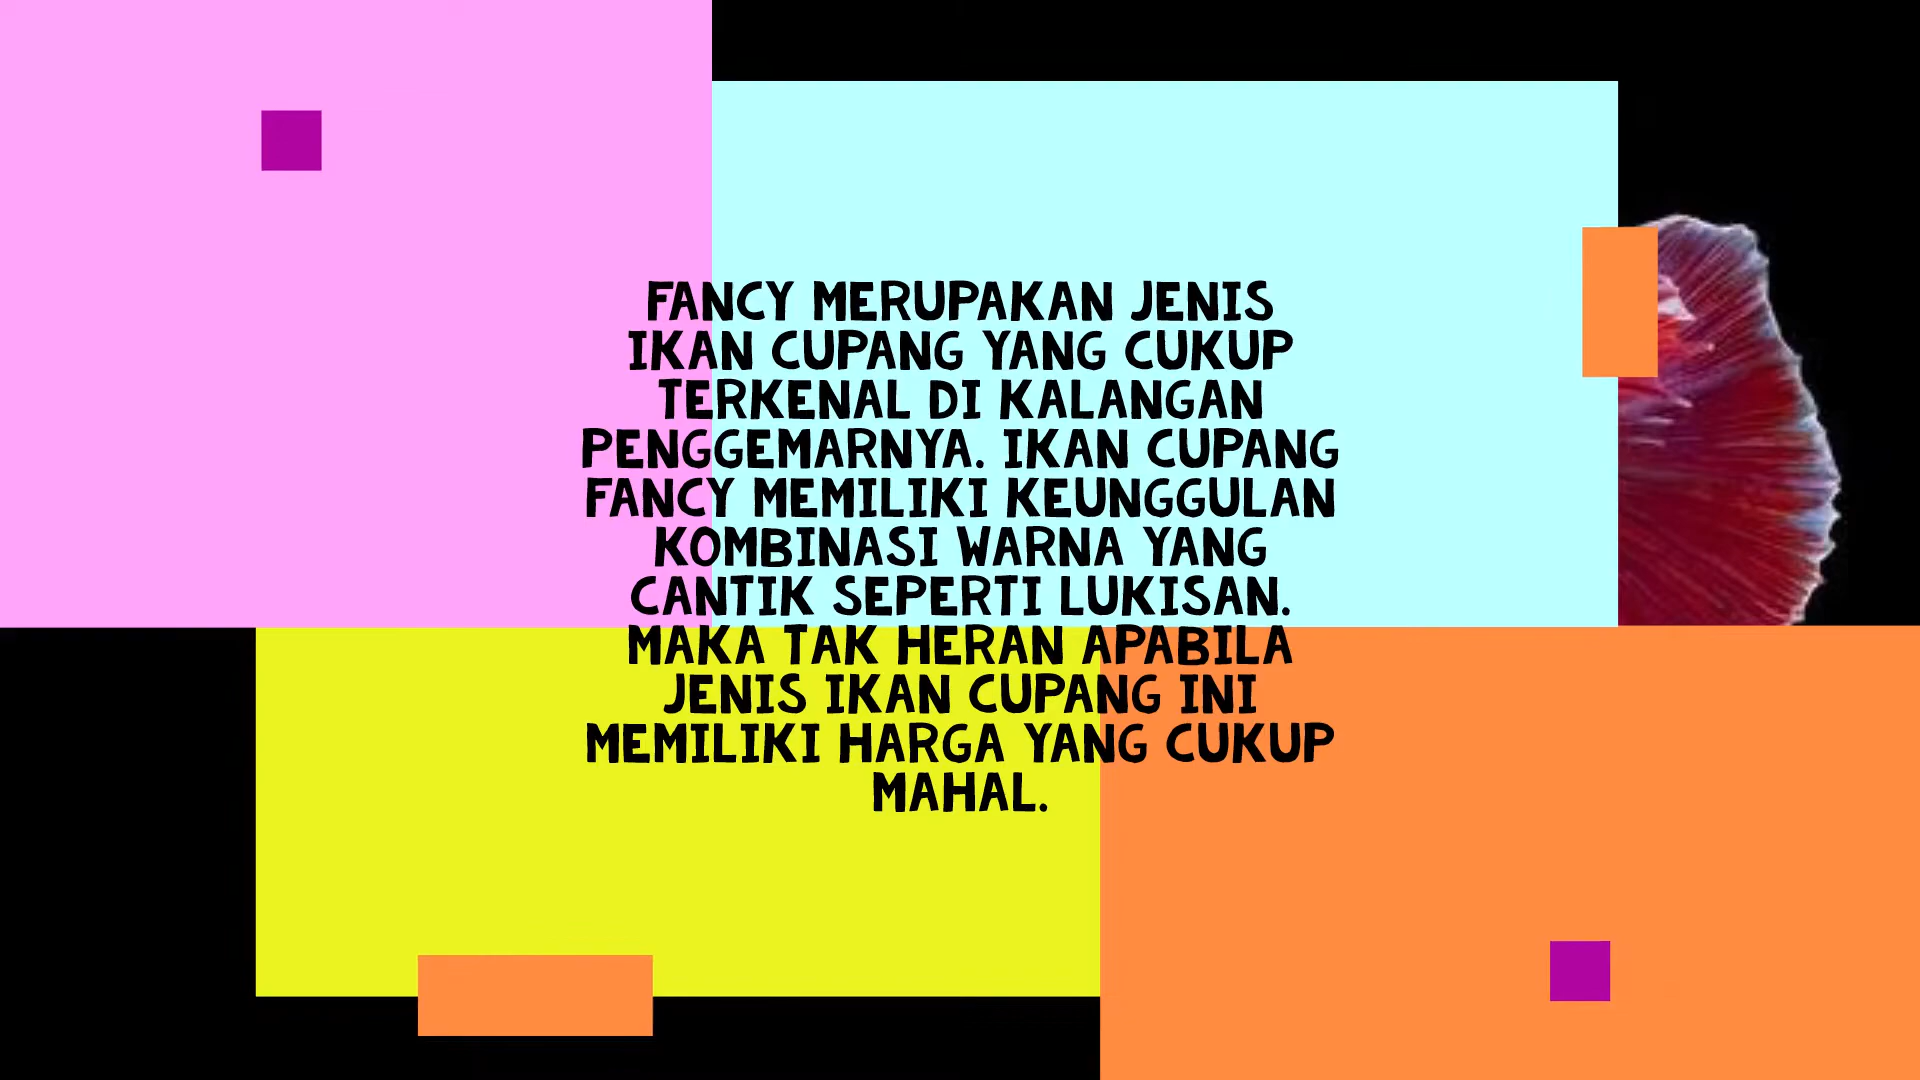 FANCY MERUPAKAN JENIS
IKAN CUPANG YANG CUKUP
TERKENAL DI KALANGAN
PENGGEMARNYA. IKAN CUPANG
FANCY MEMILIKI KEUNGGULAN
KOMBINASI WARNA YANG
CANTIK SEPERTI LUKISAN.
MAKA TAK HERAN APABILA
JENIS IKAN CUPANG INI
MEMILIKI HARGA YANG CUKUP
MAHAL.